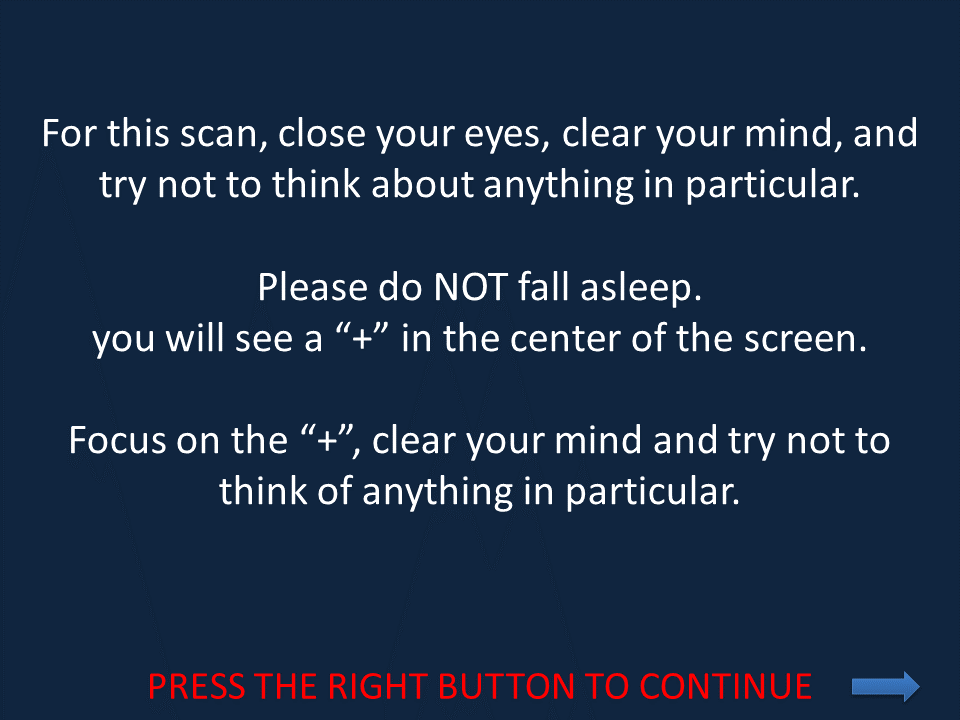 For this scan, close your eyes, clear your mind, and
try not to think about anything in particular.
Please do NOT fall asleep.
you will see a “+” in the center of the screen.
Focus on the “+”, clear your mind and try not to
think of anything in particular.
PRESS THE RIGHT BUTTON TO CONTINUE